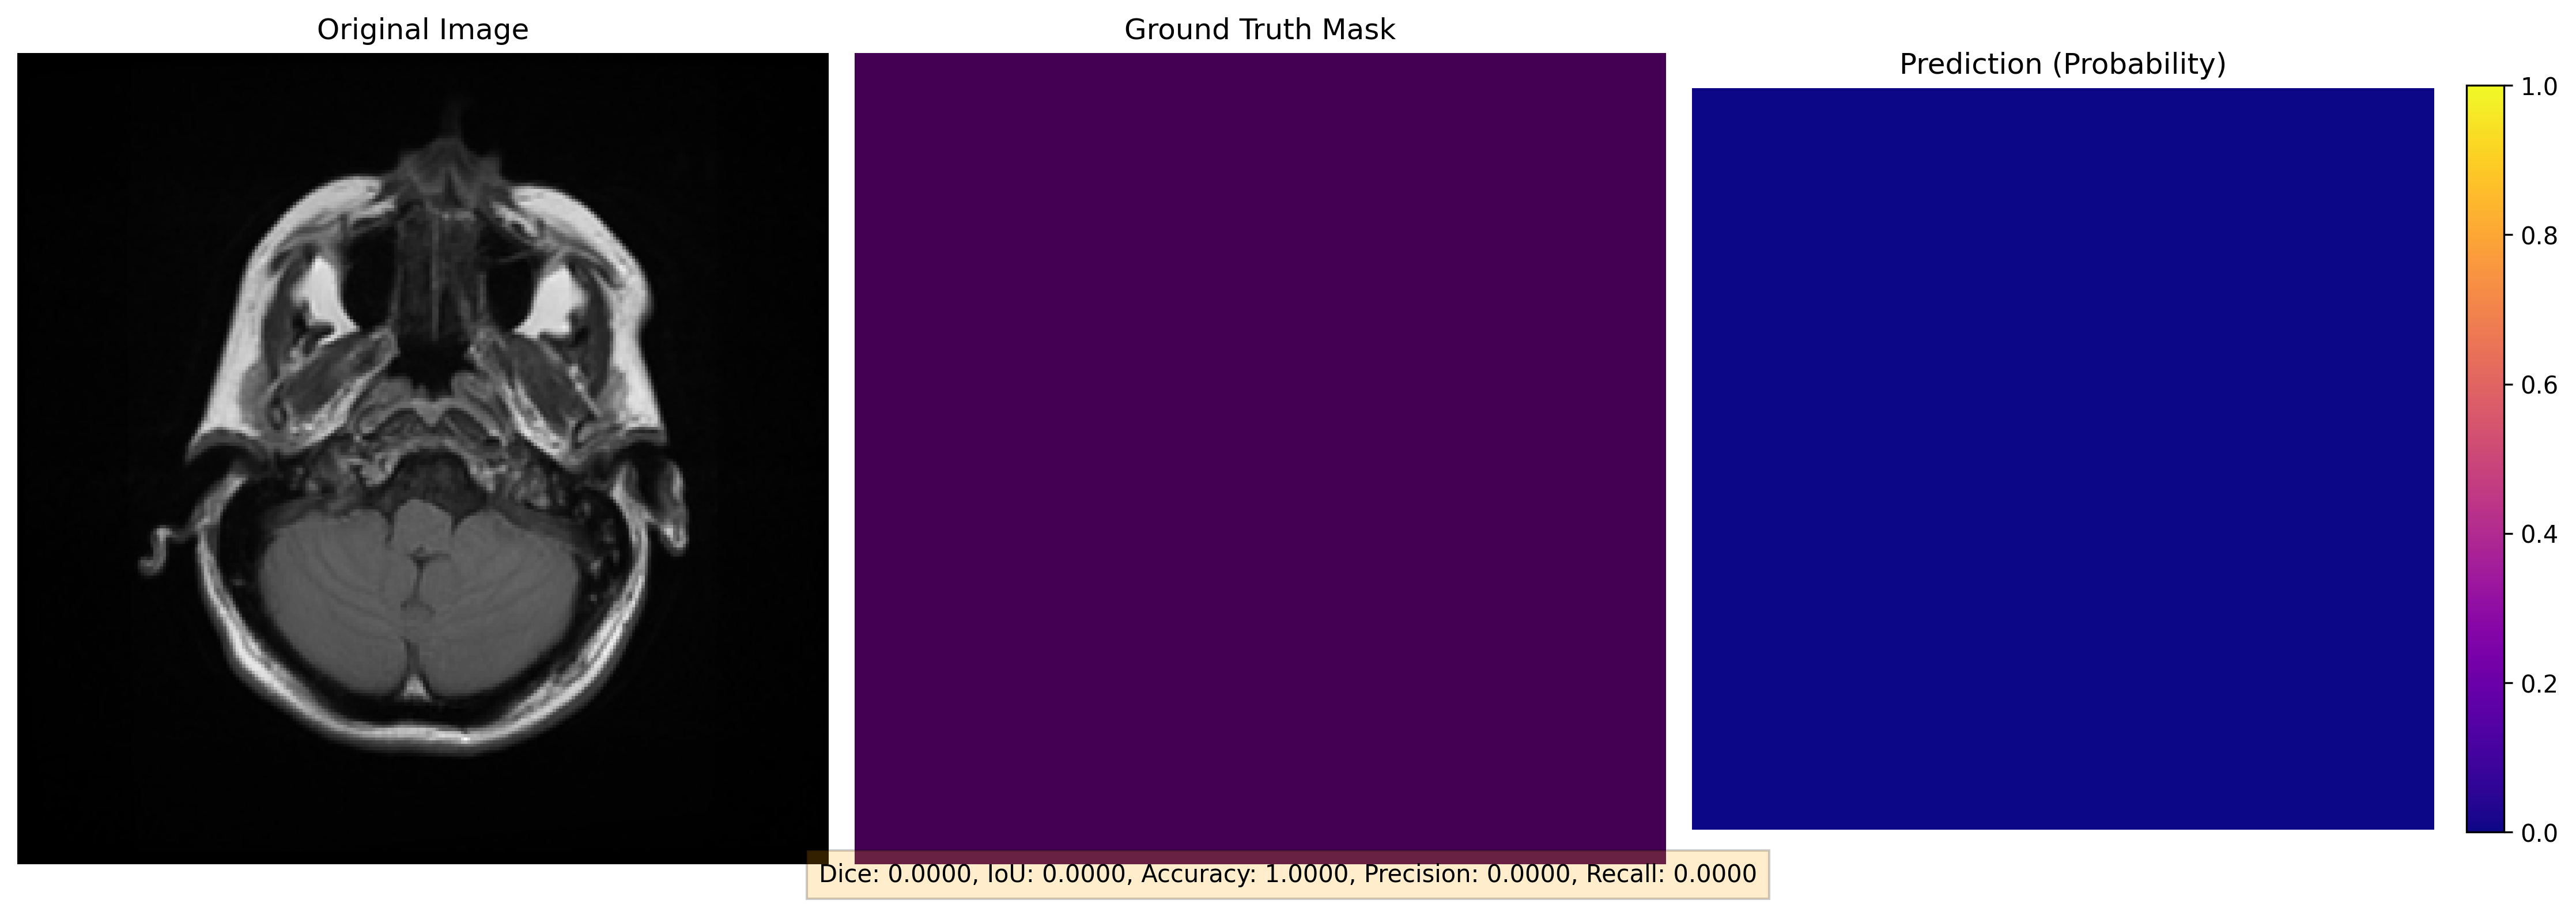 Original Image
Ground Truth Mask
Prediction (Probability)
1.0
0.8
0.6
0.4
0.2
0.0
Dice: 0.0000, IoU: 0.0000, Accuracy: 1.0000, Precision: 0.0000, Recall: 0.0000